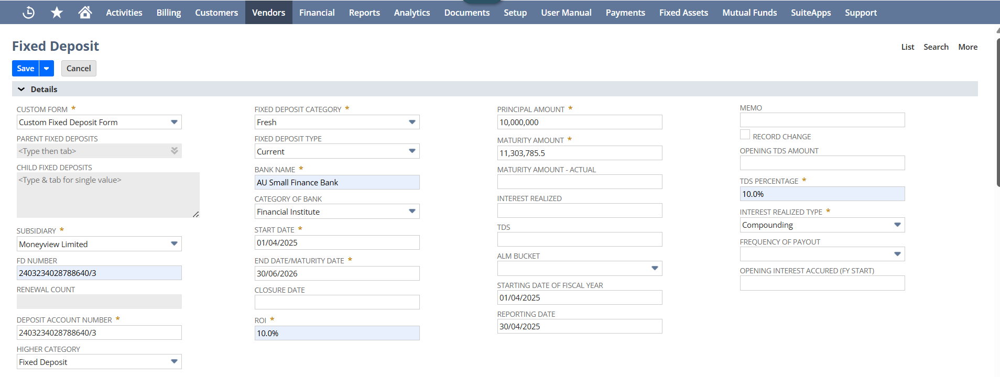 Activities Billing Customers Vendors Financial Reports Analytics Documents Setup User Manual Payments Fixed Assets Mutual Funds SuiteApps Support
Fixed Deposit
List Search More
Save Cancel
Details
CUSTOM FORM *
Custom Fixed Deposit Form
PARENT FIXED DEPOSITS
<Type then tab>
CHILD FIXED DEPOSITS
<Type & tab for single value>
SUBSIDIARY *
Moneyview Limited
FD NUMBER
2403234028788640/3
RENEWAL COUNT
DEPOSIT ACCOUNT NUMBER *
2403234028788640/3
HIGHER CATEGORY
Fixed Deposit
FIXED DEPOSIT CATEGORY *
Fresh
FIXED DEPOSIT TYPE
Current
BANK NAME *
AU Small Finance Bank
CATEGORY OF BANK
Financial Institute
START DATE *
01/04/2025
END DATE/MATURITY DATE *
30/06/2026
CLOSURE DATE
ROI *
10.0%
PRINCIPAL AMOUNT *
10,000,000
MATURITY AMOUNT *
11,303,785.5
MATURITY AMOUNT - ACTUAL
INTEREST REALIZED
TDS
ALM BUCKET
STARTING DATE OF FISCAL YEAR
01/04/2025
REPORTING DATE
30/04/2025
MEMO
RECORD CHANGE
OPENING TDS AMOUNT
TDS PERCENTAGE *
10.0%
INTEREST REALIZED TYPE *
Compounding
FREQUENCY OF PAYOUT
OPENING INTEREST ACCURED (FY START)